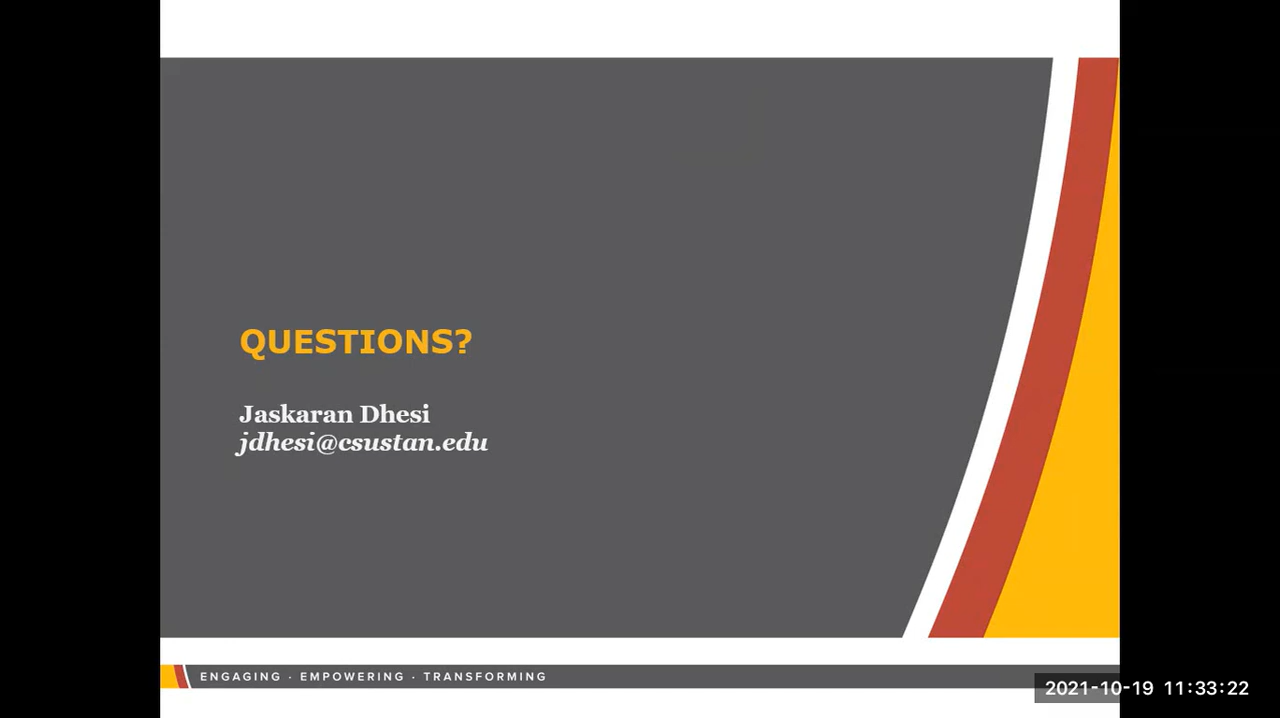 QUESTIONS?
Jaskaran Dhesi
jdhesi@csustan.edu
ENGAGING · EMPOWERING · TRANSFORMING
2021-10-19 11:33:22